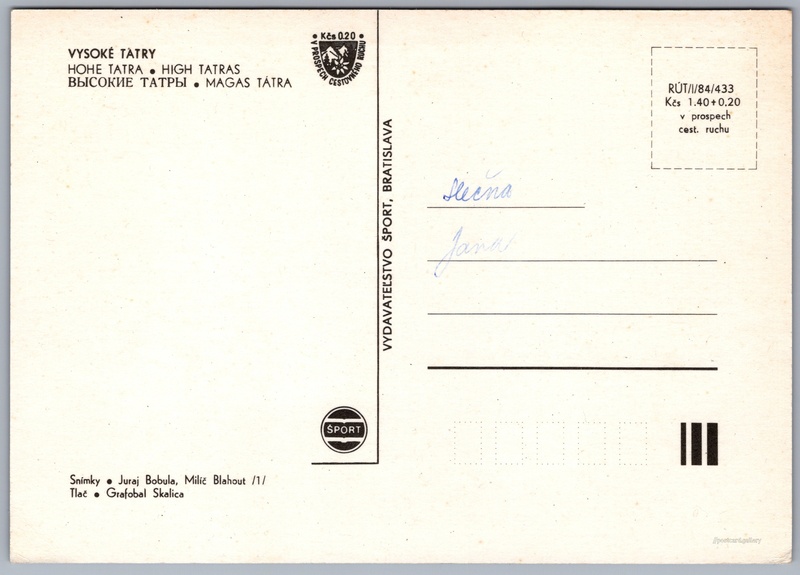 VYSOKÉ TATRY
HOHE TATRA • HIGH TATRAS
ВЫСОКИЕ ТАТРЫ • MAGAS TÁTRA
• Kčs 0.20 •
V PROSPECH CESTOVNÉHO RUCHU
RÚT/I/84/433
Kčs 1.40+0.20
v prospech
cest. ruchu
VYDAVATEĽSTVO ŠPORT, BRATISLAVA
slečna
Jana
ŠPORT
Snímky • Juraj Bobula, Milíč Blahout /1/
Tlač • Grafobal Skalica